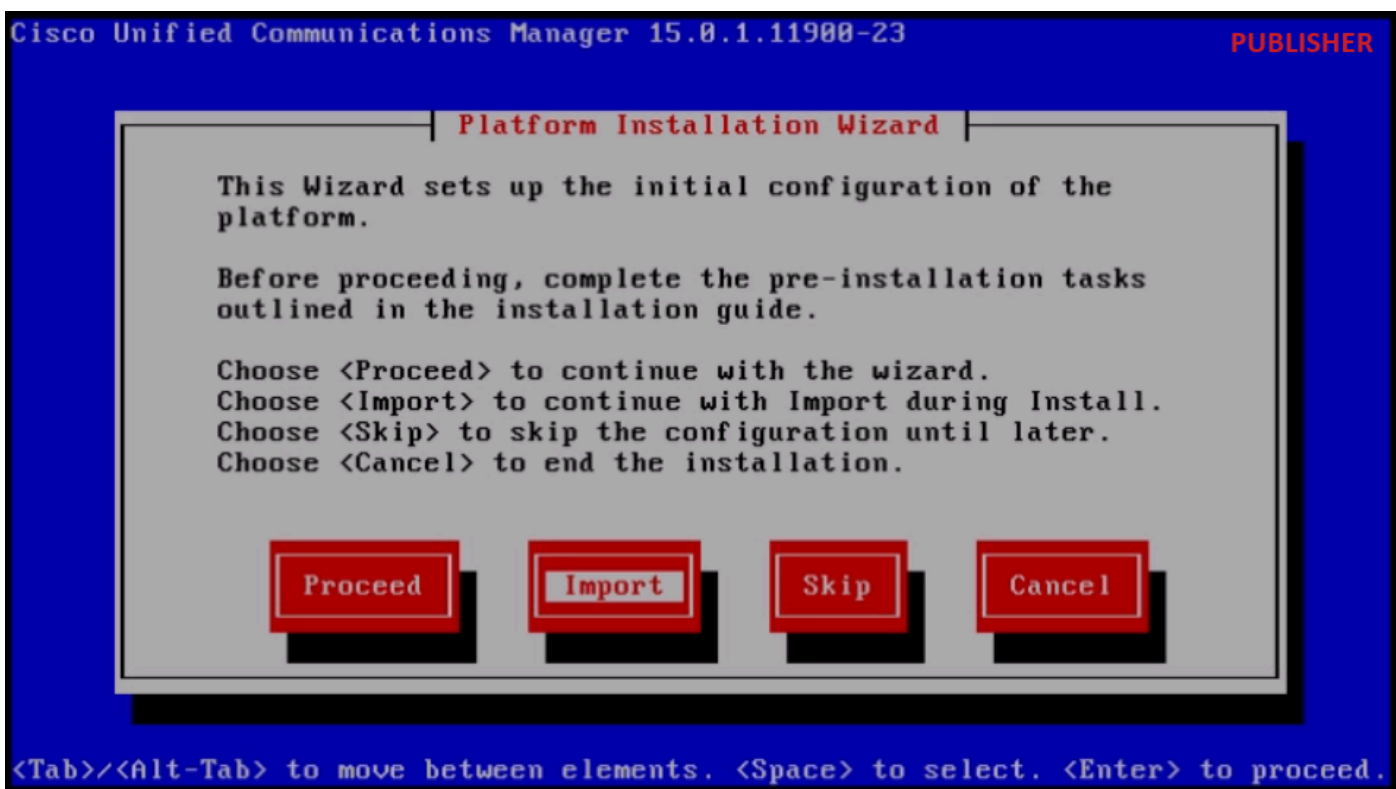 Cisco Unified Communications Manager 15.0.1.11900-23
PUBLISHER
Platform Installation Wizard
This Wizard sets up the initial configuration of the
platform.
Before proceeding, complete the pre-installation tasks
outlined in the installation guide.
Choose <Proceed> to continue with the wizard.
Choose <Import> to continue with Import during Install.
Choose <Skip> to skip the configuration until later.
Choose <Cancel> to end the installation.
Proceed Import Skip Cancel
<Tab>/<Alt-Tab> to move between elements. <Space> to select. <Enter> to proceed.